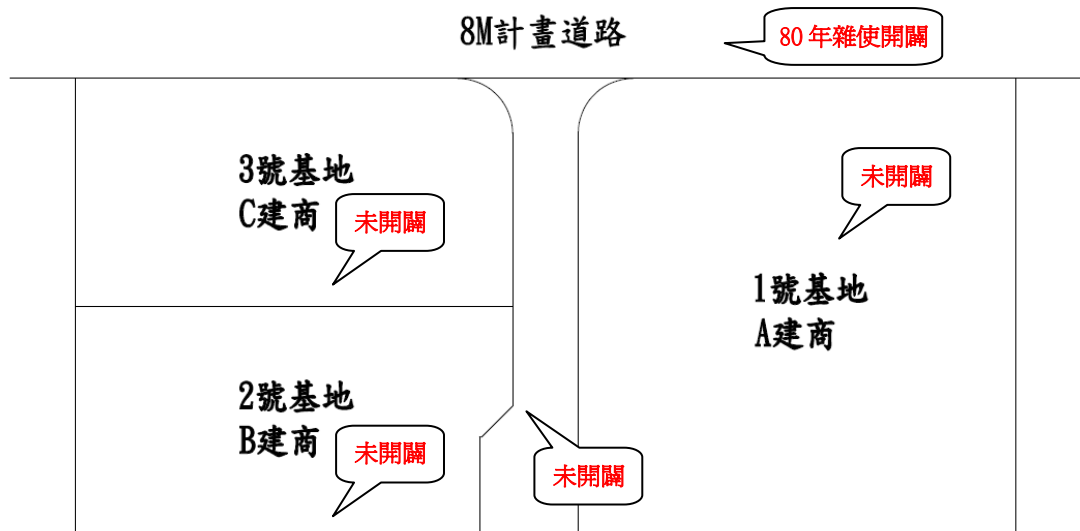 8M計畫道路
80年雜使開闢
3號基地
C建商
未開闢
未開闢
1號基地
A建商
2號基地
B建商
未開闢
未開闢